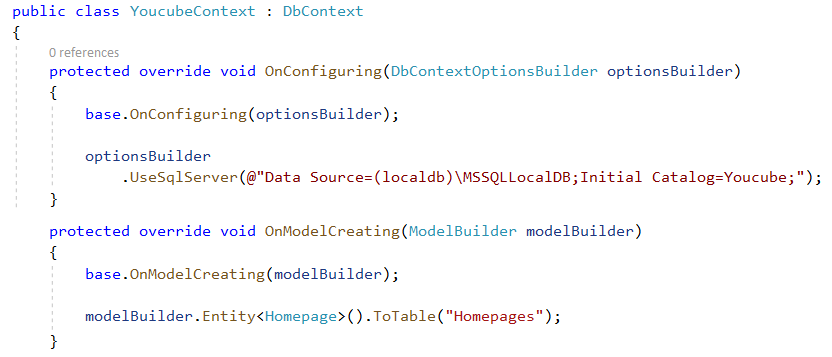 public class YoucubeContext : DbContext
{
0 references
protected override void OnConfiguring(DbContextOptionsBuilder optionsBuilder)
{
base.OnConfiguring(optionsBuilder);
optionsBuilder
.UseSqlServer(@"Data Source=(localdb)\MSSQLLocalDB;Initial Catalog=Youcube;");
}
protected override void OnModelCreating(ModelBuilder modelBuilder)
{
base.OnModelCreating(modelBuilder);
modelBuilder.Entity<Homepage>().ToTable("Homepages");
}